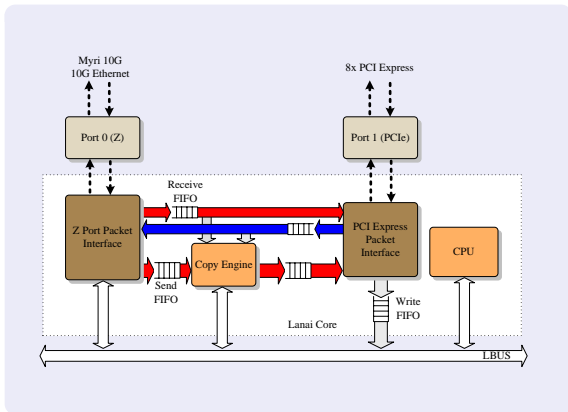 Myri 10G
10G Ethernet
8x PCI Express
Port 0 (Z)
Port 1 (PCIe)
Receive
FIFO
Z Port Packet
Interface
PCI Express
Packet
Interface
CPU
Copy Engine
Send
FIFO
Write
FIFO
Lanai Core
LBUS